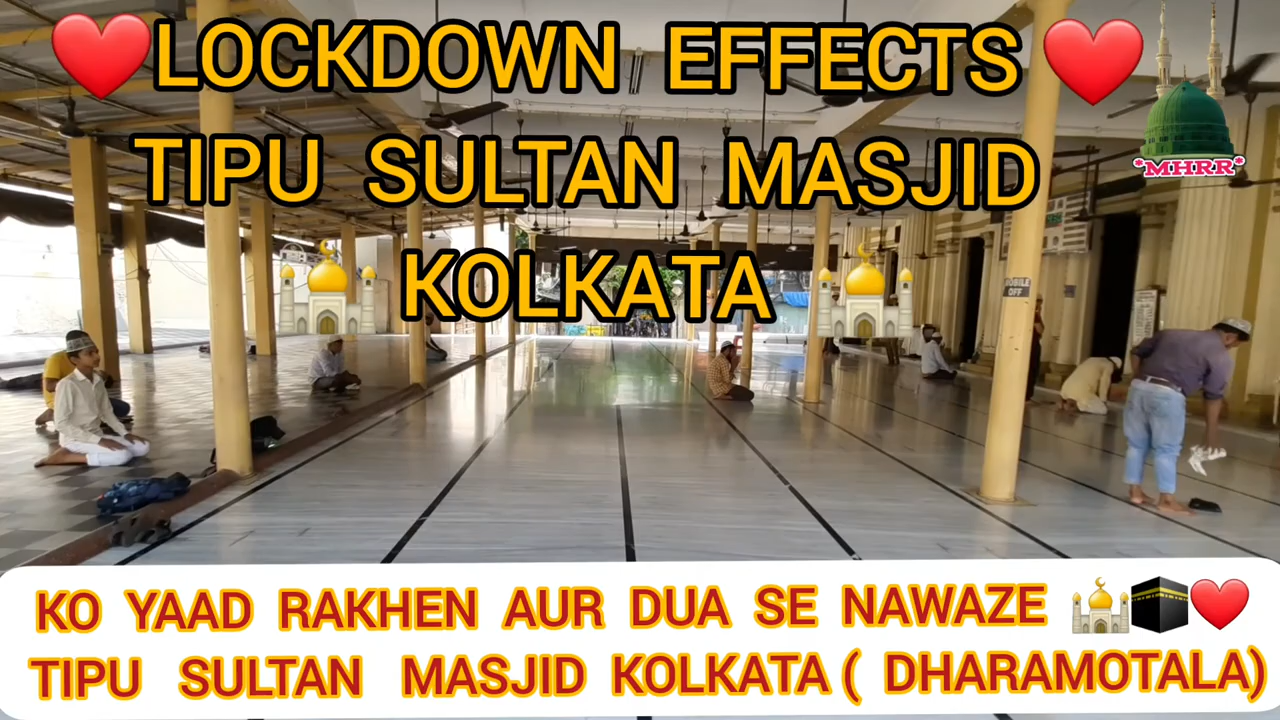 LOCKDOWN EFFECTS
TIPU SULTAN MASJID
KOLKATA
*MHRR*
MOBILE
OFF
KO YAAD RAKHEN AUR DUA SE NAWAZE
TIPU SULTAN MASJID KOLKATA ( DHARAMOTALA)